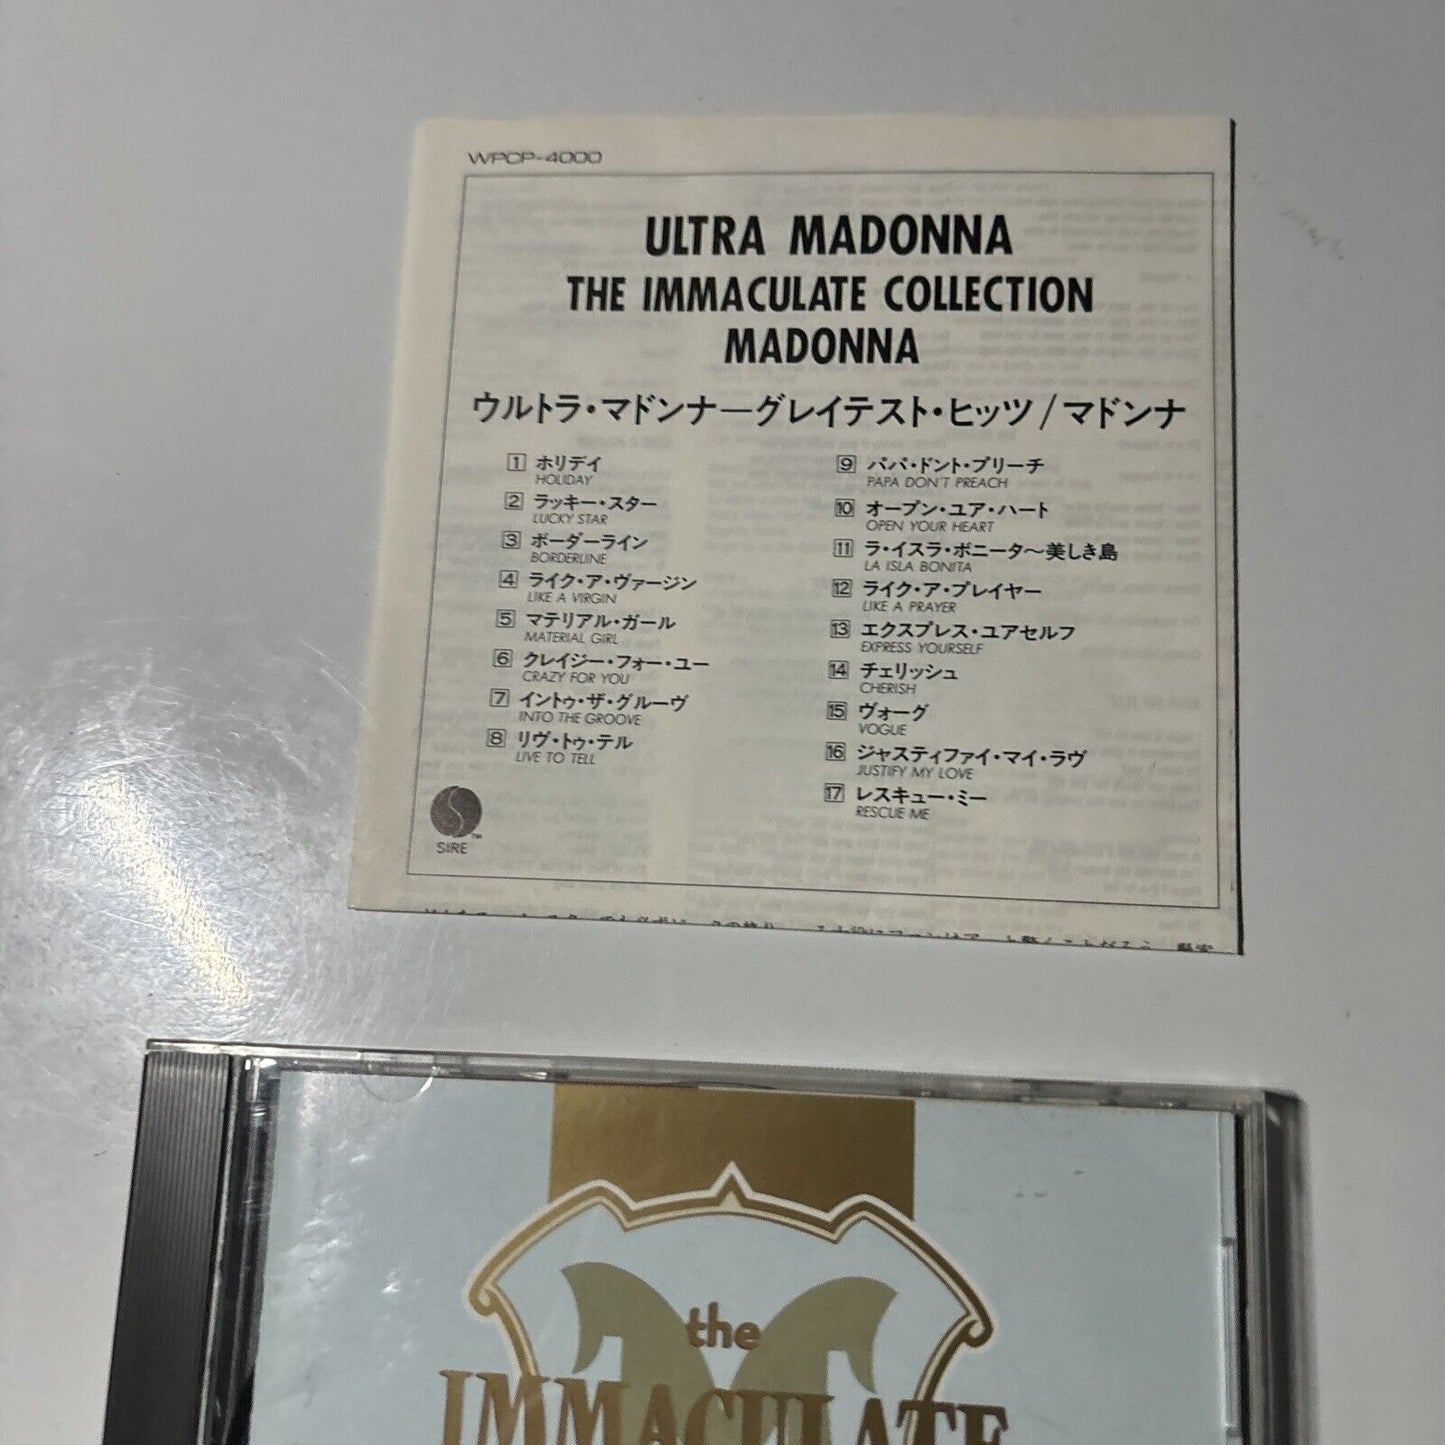 WPCP-4000
ULTRA MADONNA
THE IMMACULATE COLLECTION
MADONNA
ウルトラ・マドンナ—グレイテスト・ヒッツ/マドンナ
1 ホリデイ
HOLIDAY
2 ラッキー・スター
LUCKY STAR
3 ボーダーライン
BORDERLINE
4 ライク・ア・ヴァージン
LIKE A VIRGIN
5 マテリアル・ガール
MATERIAL GIRL
6 クレイジー・フォー・ユー
CRAZY FOR YOU
7 イントゥ・ザ・グルーヴ
INTO THE GROOVE
8 リヴ・トゥ・テル
LIVE TO TELL
9 パパ・ドント・プリーチ
PAPA DON'T PREACH
10 オープン・ユア・ハート
OPEN YOUR HEART
11 ラ・イスラ・ボニータ〜美しき島
LA ISLA BONITA
12 ライク・ア・プレイヤー
LIKE A PRAYER
13 エクスプレス・ユアセルフ
EXPRESS YOURSELF
14 チェリッシュ
CHERISH
15 ヴォーグ
VOGUE
16 ジャスティファイ・マイ・ラヴ
JUSTIFY MY LOVE
17 レスキュー・ミー
RESCUE ME
S TM
SIRE
the
IMMACULATE